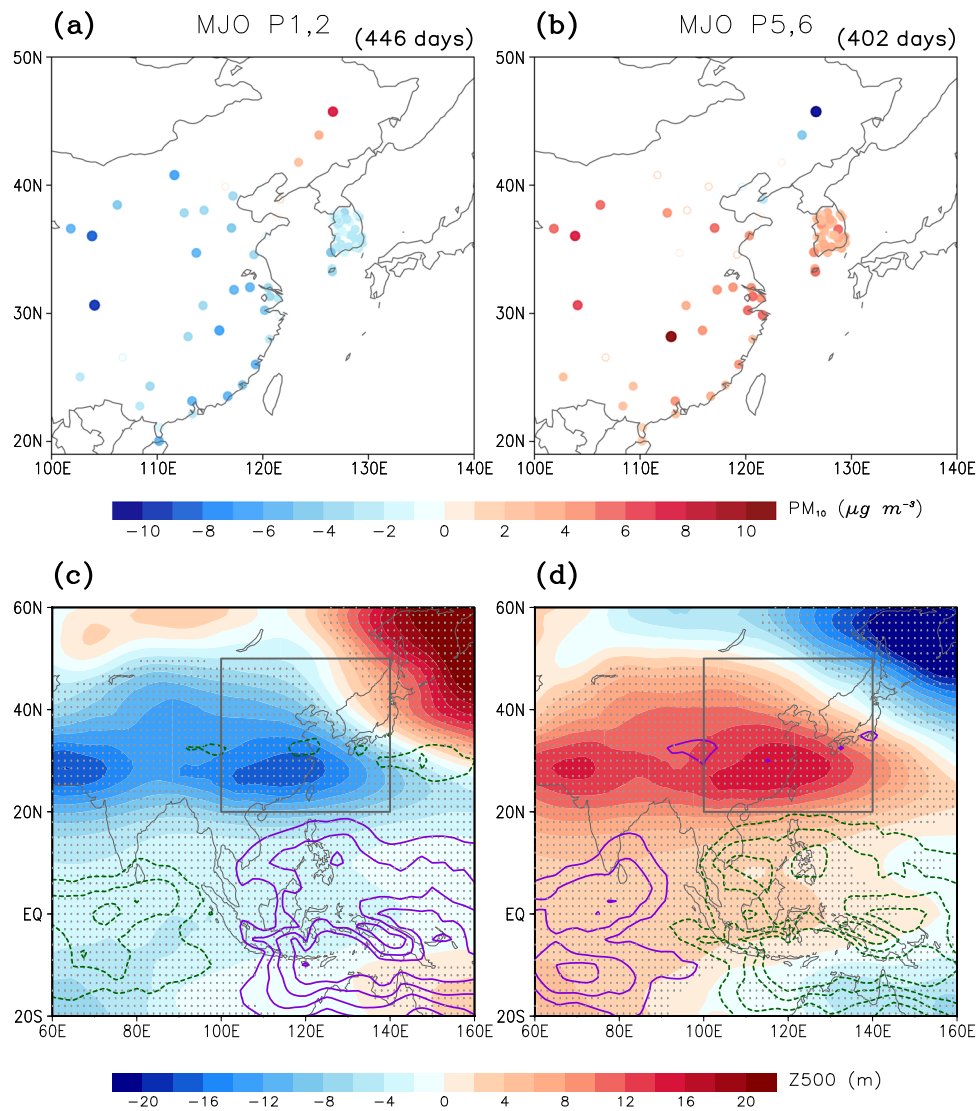 (a) MJO P1,2 (446 days)
(b) MJO P5,6 (402 days)
50N
40N
30N
20N
100E 110E 120E 130E 140E
50N
40N
30N
20N
100E 110E 120E 130E 140E
-10 -8 -6 -4 -2 0 2 4 6 8 10
PM₁₀ (μg m⁻³)
(c)
(d)
60N
40N
20N
EQ
20S
60E 80E 100E 120E 140E 160E
60N
40N
20N
EQ
20S
60E 80E 100E 120E 140E 160E
-20 -16 -12 -8 -4 0 4 8 12 16 20
Z500 (m)